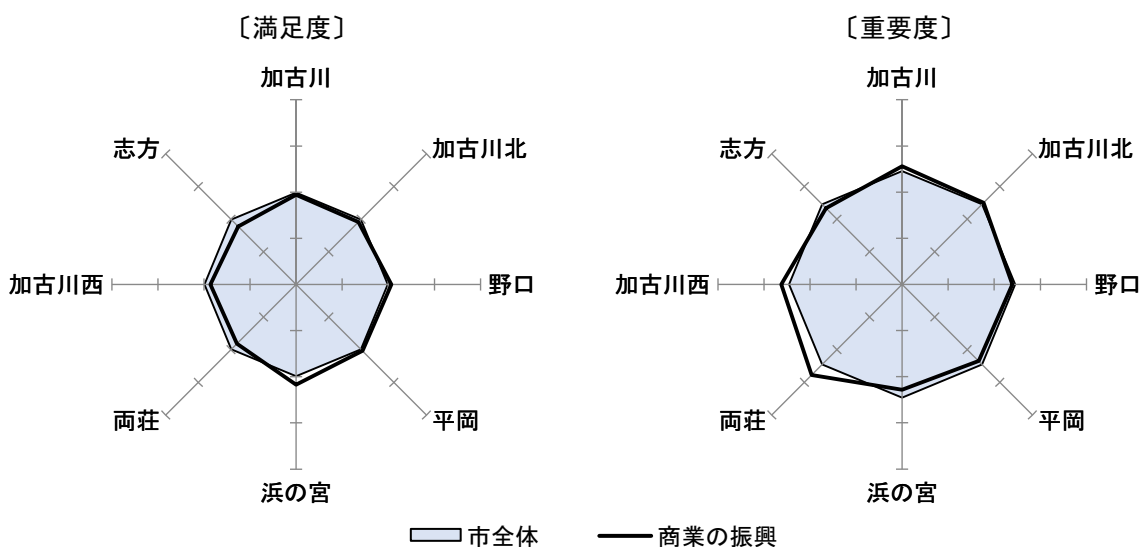 〔満足度〕
加古川
加古川北
野口
平岡
浜の宮
両荘
加古川西
志方
〔重要度〕
加古川
加古川北
野口
平岡
浜の宮
両荘
加古川西
志方
市全体
商業の振興